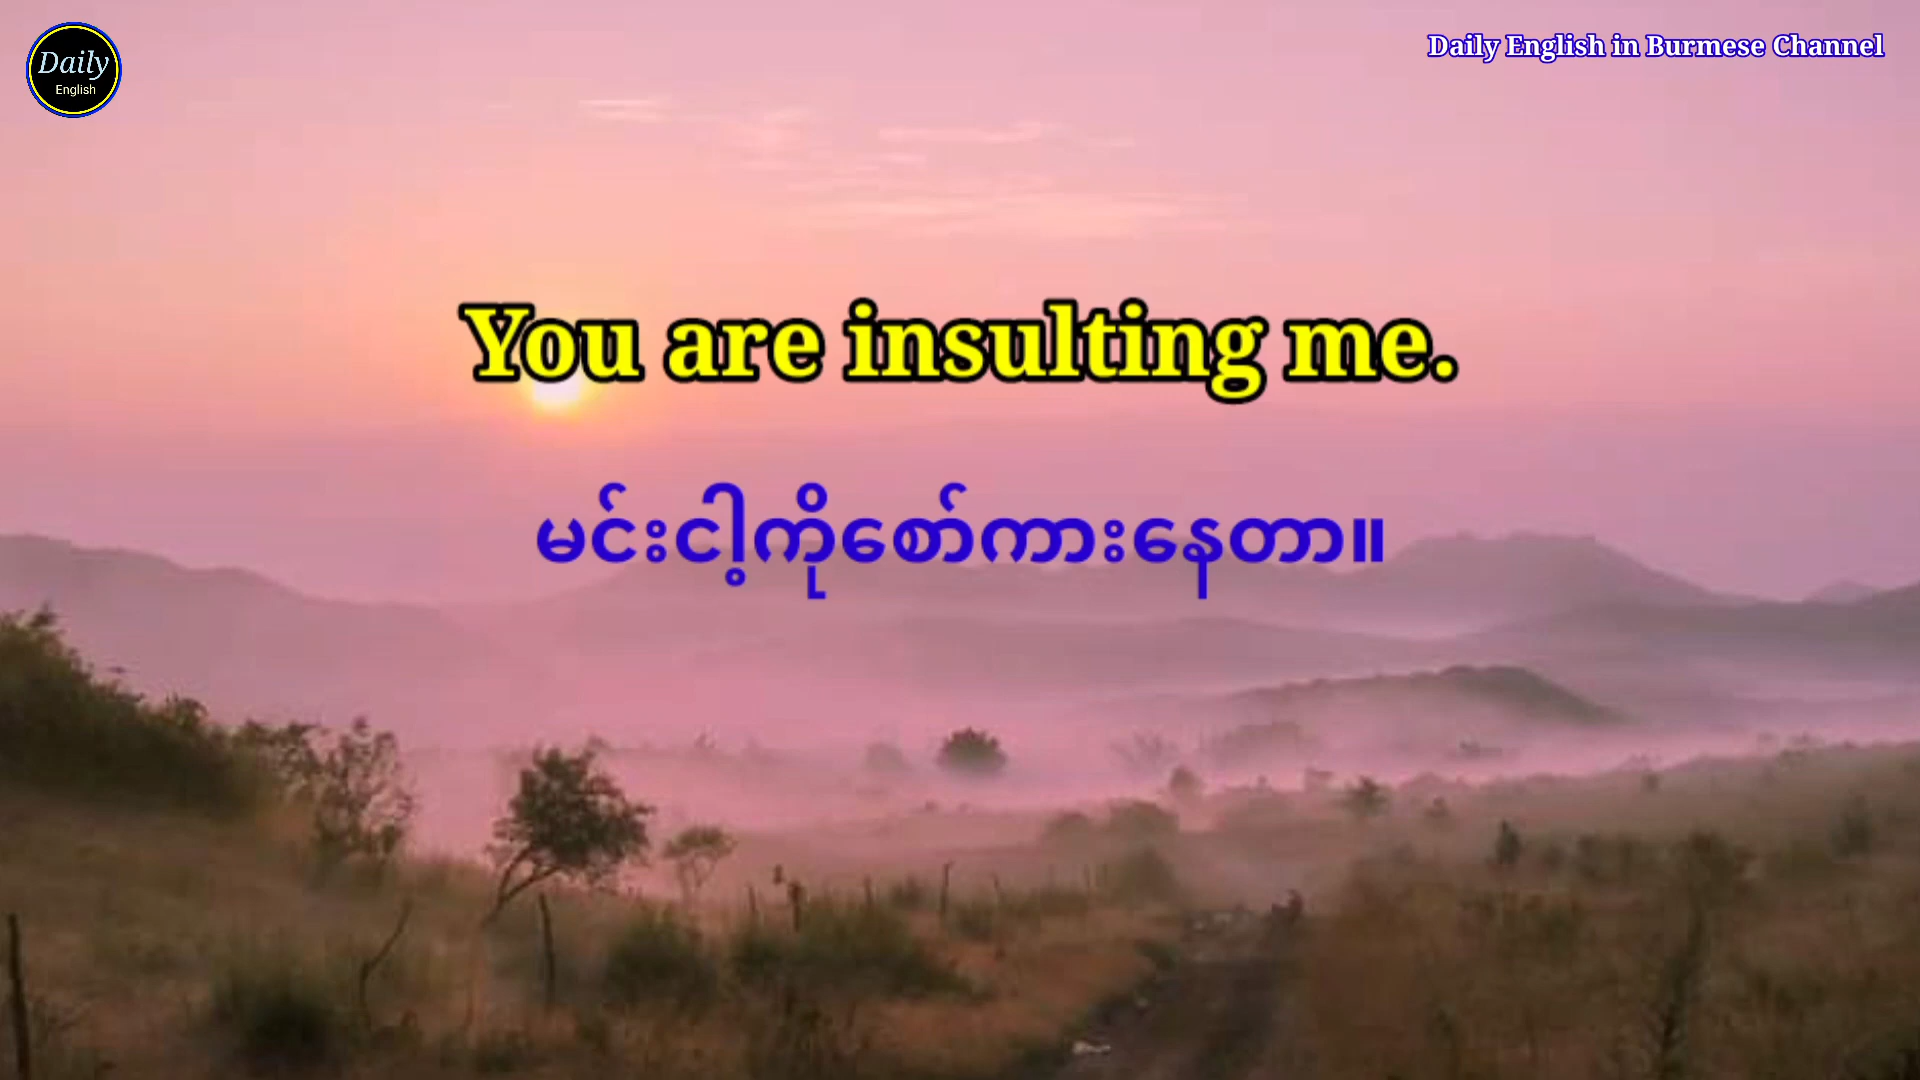 Daily
English
Daily English in Burmese Channel
You are insulting me.
မင်းငါ့ကိုစော်ကားနေတာ။